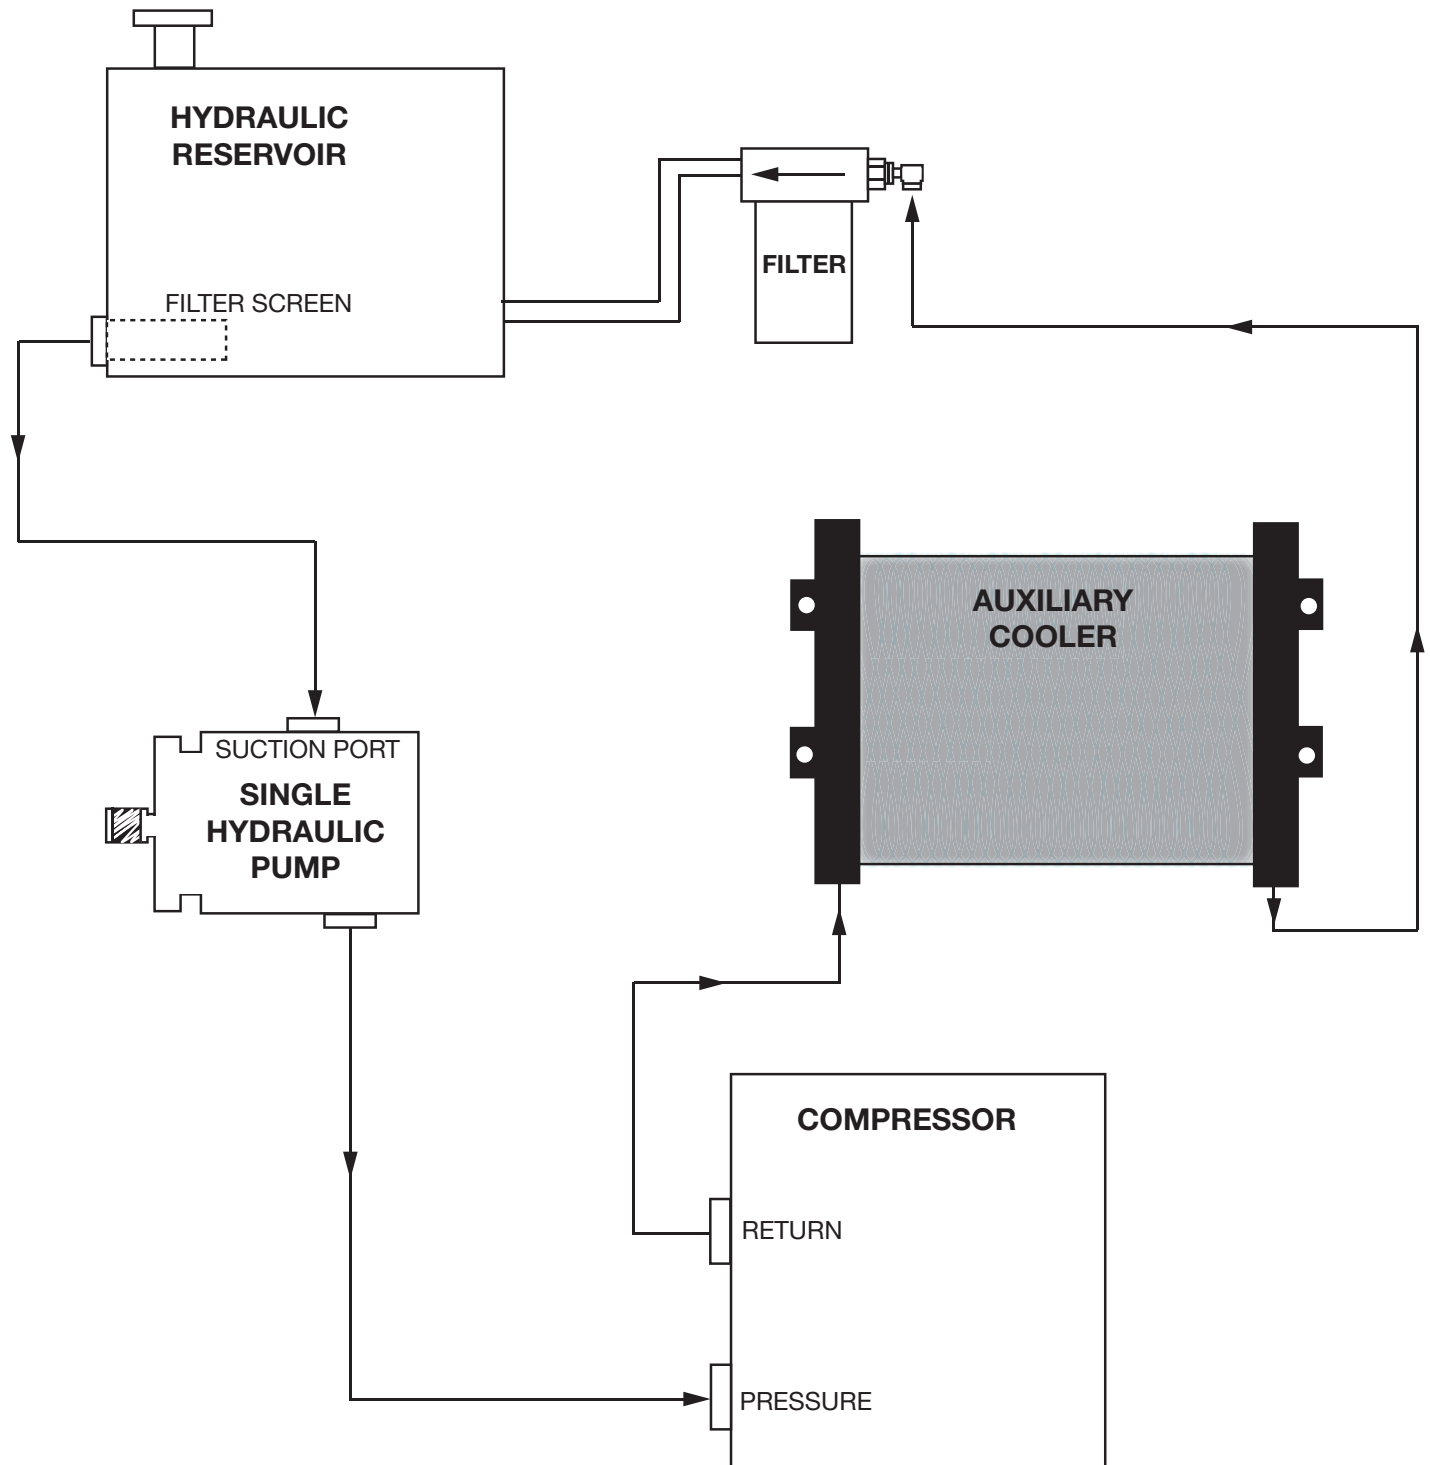 HYDRAULIC
RESERVOIR
FILTER SCREEN
FILTER
AUXILIARY
COOLER
SUCTION PORT
SINGLE
HYDRAULIC
PUMP
COMPRESSOR
RETURN
PRESSURE